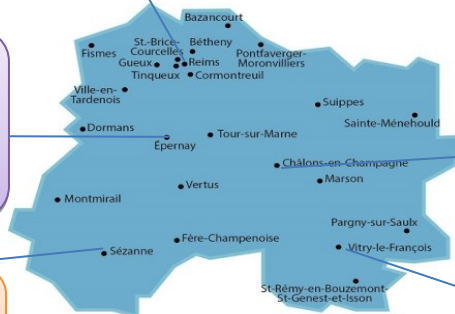 Bazancourt
St.-Brice-
Courcelles
Bétheny
Fismes
Pontfaverger-
Moronvilliers
Gueux
Reims
Tinqueux
Cormontreuil
Ville-en-
Tardenois
Suippes
Sainte-Ménehould
Dormans
Épernay
Tour-sur-Marne
Châlons-en-Champagne
Vertus
Marson
Montmirail
Pargny-sur-Saulx
Fère-Champenoise
Vitry-le-François
Sézanne
St-Rémy-en-Bouzemont-
St-Genest-et-Isson